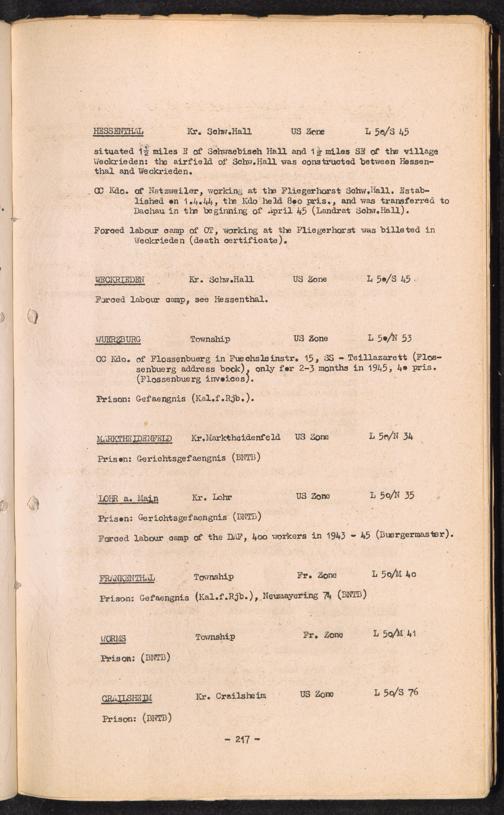 HESSENTHAL Kr. Schw.Hall US Zone L 5o/S 45
situated 1½ miles E of Schwaebisch Hall and 1½ miles SE of the village
Weckrieden: the airfield of Schw.Hall was constructed between Hessen-
thal and Weckrieden.
CC Kdo. of Natzweiler, working at the Fliegerhorst Schw.Hall. Estab-
lished on 1.4.44, the Kdo held 8oo pris., and was transferred to
Dachau in the beginning of April 45 (Landrat Schw.Hall).
Forced labour camp of OT, working at the Fliegerhorst was billeted in
Weckrieden (death certificate).
WECKRIEDEN Kr. Schw.Hall US Zone L 5o/S 45
Forced labour camp, see Hessenthal.
WUERZBURG Township US Zone L 5o/N 53
CC Kdo. of Flossenbuerg in Fuechsleinstr. 15, SS - Teillazarett (Flos-
senbuerg address book), only for 2-3 months in 1945, 4o pris.
(Flossenbuerg invoices).
Prison: Gefaengnis (Kal.f.Rjb.).
MARKTHEIDENFELD Kr.Marktheidenfeld US Zone L 5o/N 34
Prison: Gerichtsgefaengnis (BNTB)
LOHR a. Main Kr. Lohr US Zone L 5o/N 35
Prison: Gerichtsgefaengnis (BNTB)
Forced labour camp of the DAF, 4oo workers in 1943 - 45 (Buergermaster).
FRANKENTHAL Township Fr. Zone L 5o/M 4o
Prison: Gefaengnis (Kal.f.Rjb.), Neumayering 74 (BNTB)
WORMS Township Fr. Zone L 5o/M 41
Prison: (BNTB)
CRAILSHEIM Kr. Crailsheim US Zone L 5o/S 76
Prison: (BNTB)
- 217 -